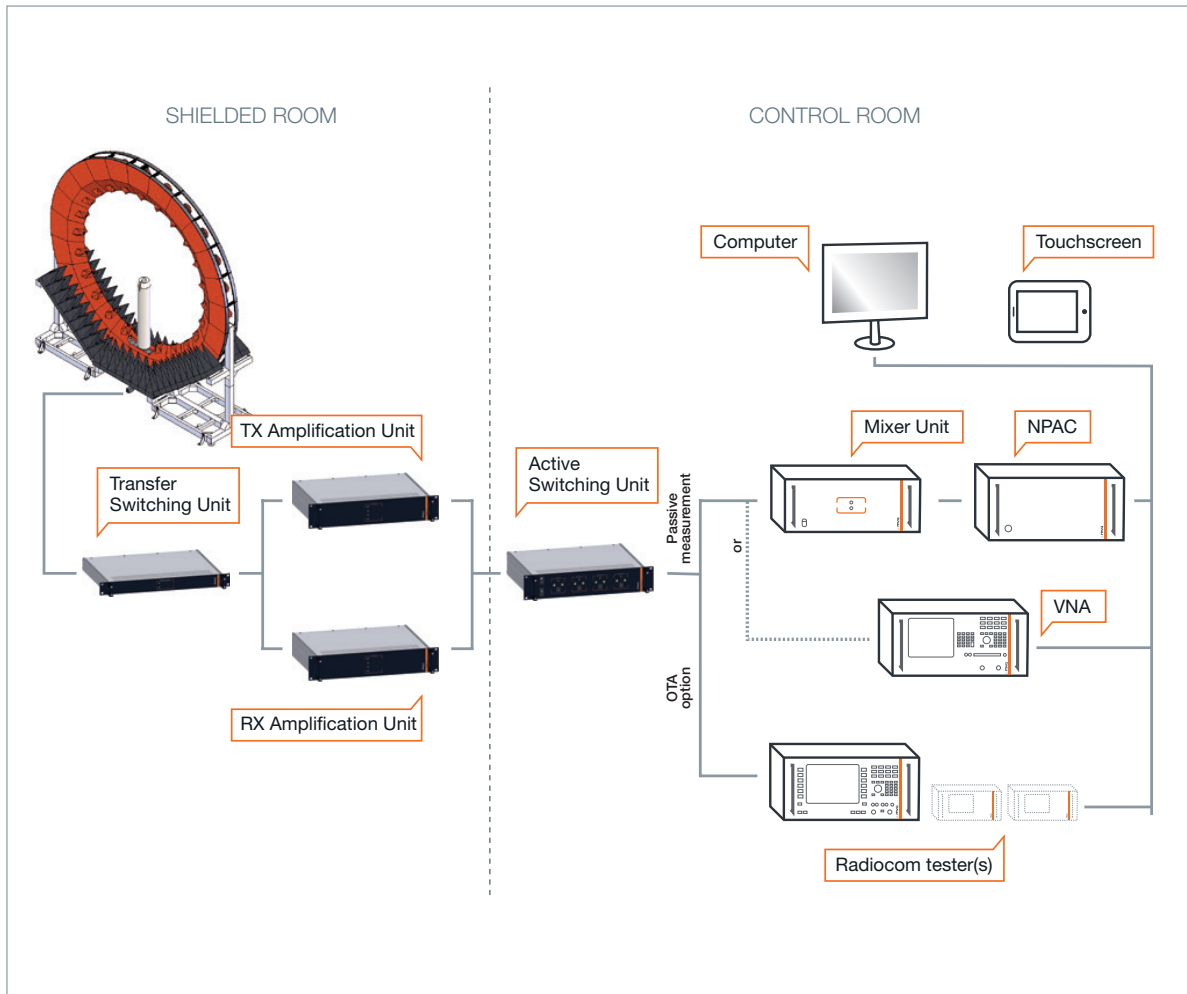 SHIELDED ROOM
CONTROL ROOM
Computer
Touchscreen
TX Amplification Unit
Mixer Unit
NPAC
Transfer
Switching Unit
Active
Switching Unit
Passive
measurement
or
VNA
RX Amplification Unit
OTA
option
Radiocom tester(s)